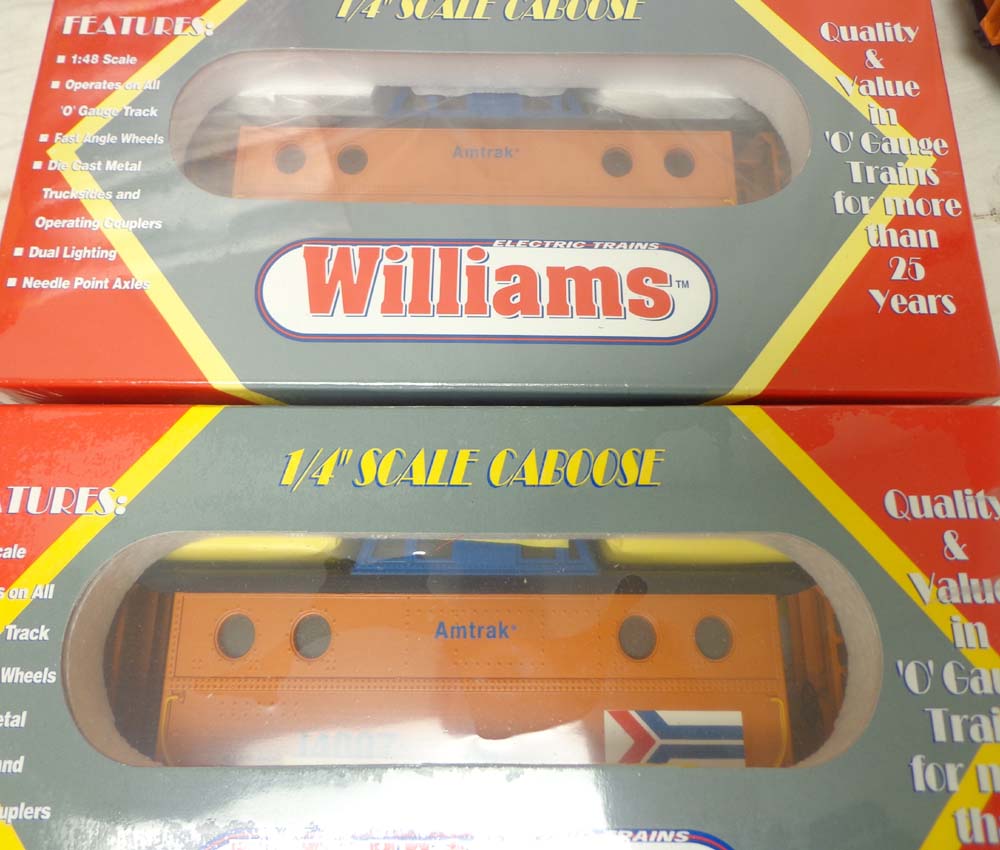 1/4" SCALE CABOOSE
FEATURES:
■ 1:48 Scale
■ Operates on All
'O' Gauge Track
■ Fast Angle Wheels
■ Die Cast Metal
Trucksides and
Operating Couplers
■ Dual Lighting
■ Needle Point Axles
Amtrak®
ELECTRIC TRAINS
Williams™
Quality
&
Value
in
'O' Gauge
Trains
for more
than
25
Years
1/4" SCALE CABOOSE
ATURES:
cale
s on All
Track
Wheels
etal
nd
uplers
Amtrak®
14007
TRAINS
Quality
&
Value
in
'O' Gau
Trai
for m
th